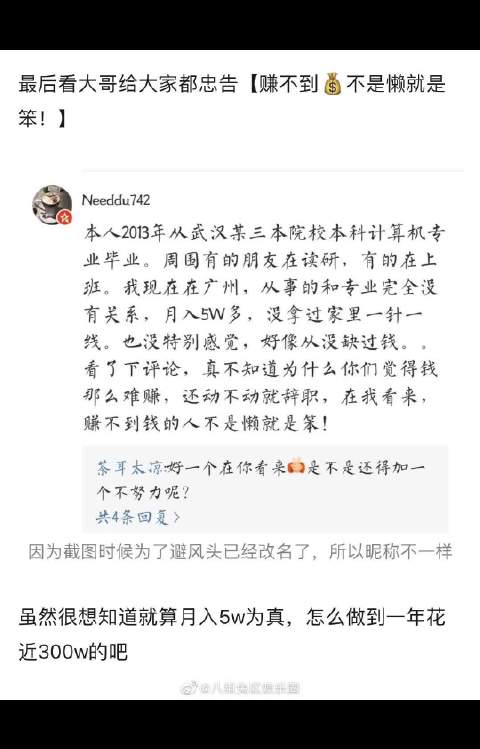 最后看大哥给大家都忠告【赚不到💰不是懒就是
笨！】
Needdu742
本人2013年从武汉某三本院校本科计算机专
业毕业。周围有的朋友在读研，有的在上
班。我现在在广州，从事的和专业完全没
有关系，月入5W多，没拿过家里一针一
线。也没特别感觉，好像从没缺过钱。。
看了下评论，真不知道为什么你们觉得钱
那么难赚，还动不动就辞职，在我看来，
赚不到钱的人不是懒就是笨！
茶耳太凉:好一个在你看来是不是还得加一
个不努力呢？
共4条回复>
因为截图时候为了避风头已经改名了，所以昵称不一样
虽然很想知道就算月入5w为真，怎么做到一年花
近300w的吧